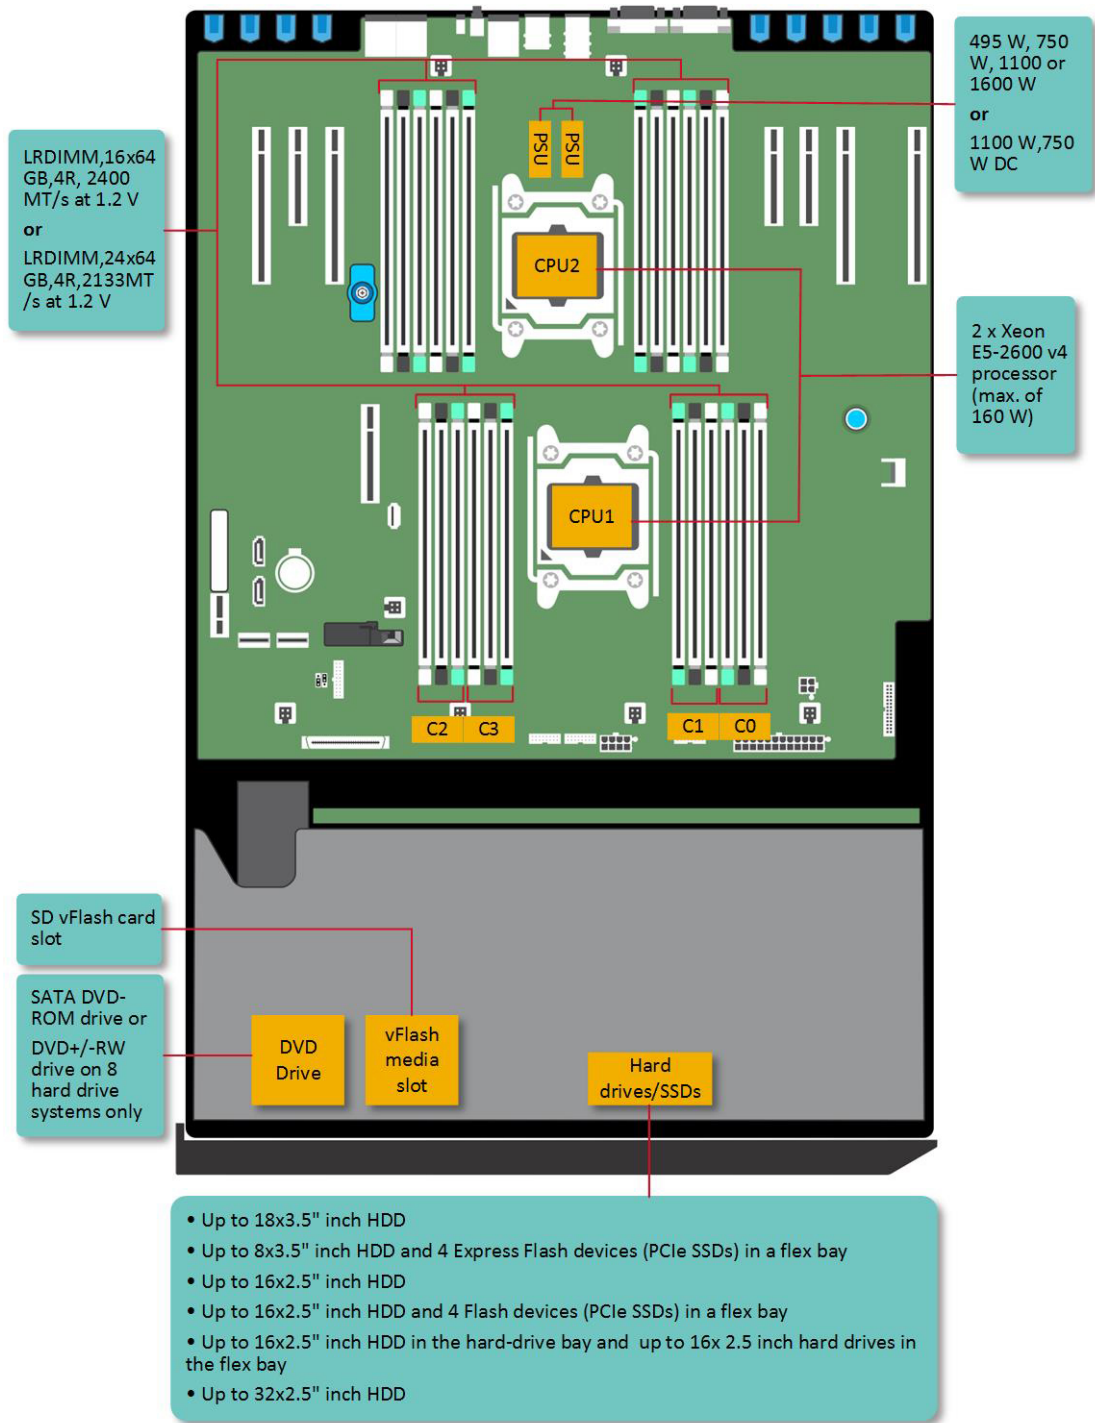 495 W, 750
W, 1100 or
1600 W
or
1100 W,750
W DC
LRDIMM,16x64
GB,4R, 2400
MT/s at 1.2 V
or
LRDIMM,24x64
GB,4R,2133MT
/s at 1.2 V
PSU
PSU
CPU2
2 x Xeon
E5-2600 v4
processor
(max. of
160 W)
CPU1
C2
C3
C1
C0
SD vFlash card
slot
SATA DVD-
ROM drive or
DVD+/-RW
drive on 8
hard drive
systems only
DVD
Drive
vFlash
media
slot
Hard
drives/SSDs
• Up to 18x3.5" inch HDD
• Up to 8x3.5" inch HDD and 4 Express Flash devices (PCIe SSDs) in a flex bay
• Up to 16x2.5" inch HDD
• Up to 16x2.5" inch HDD and 4 Flash devices (PCIe SSDs) in a flex bay
• Up to 16x2.5" inch HDD in the hard-drive bay and  up to 16x 2.5 inch hard drives in
the flex bay
• Up to 32x2.5" inch HDD